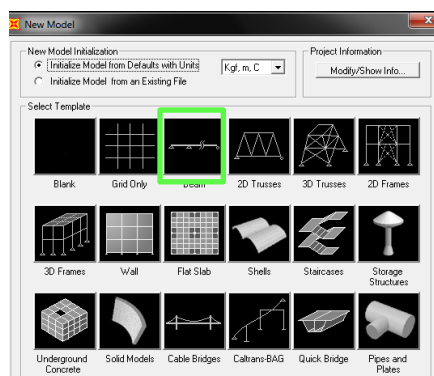 New Model
New Model Initialization
Project Information
Initialize Model from Defaults with Units
Kgf, m, C
Modify/Show Info...
Initialize Model from an Existing File
Select Template
Blank
Grid Only
Beam
2D Trusses
3D Trusses
2D Frames
3D Frames
Wall
Flat Slab
Shells
Staircases
Storage
Structures
Underground
Concrete
Solid Models
Cable Bridges
Caltrans-BAG
Quick Bridge
Pipes and
Plates